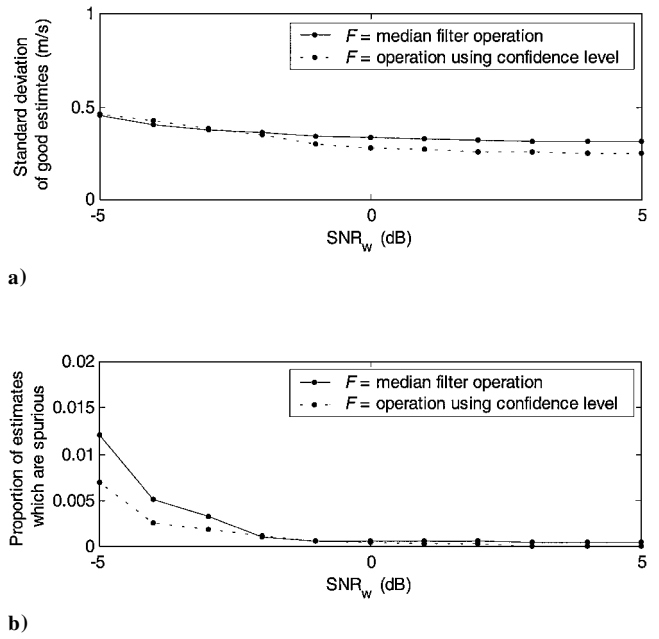 1
0.5
0
Standard deviation
of good estimtes (m/s)
F = median filter operation
F = operation using confidence level
-5
0
5
SNRw (dB)
a)
0.02
0.015
0.01
0.005
0
Proportion of estimates
which are spurious
F = median filter operation
F = operation using confidence level
-5
0
5
SNRw (dB)
b)